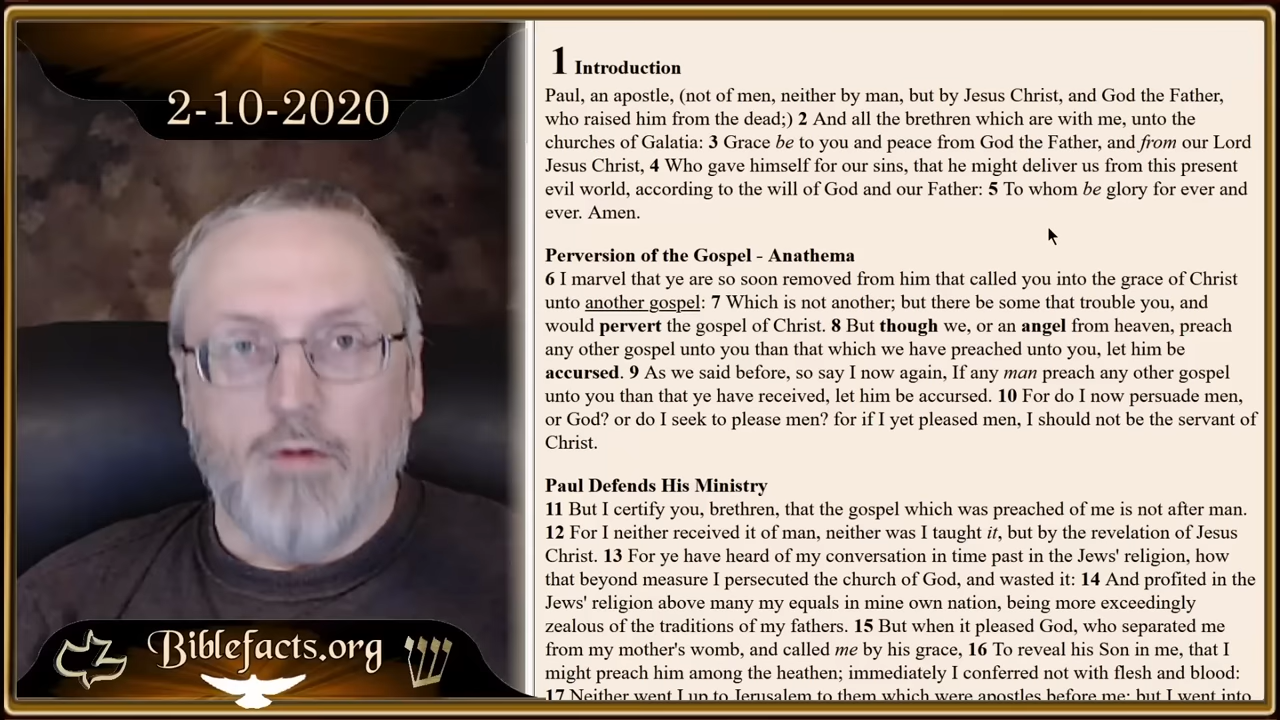 2-10-2020
Biblefacts.org
1 Introduction
Paul, an apostle, (not of men, neither by man, but by Jesus Christ, and God the Father,
who raised him from the dead;) 2 And all the brethren which are with me, unto the
churches of Galatia: 3 Grace be to you and peace from God the Father, and from our Lord
Jesus Christ, 4 Who gave himself for our sins, that he might deliver us from this present
evil world, according to the will of God and our Father: 5 To whom be glory for ever and
ever. Amen.
Perversion of the Gospel - Anathema
6 I marvel that ye are so soon removed from him that called you into the grace of Christ
unto another gospel: 7 Which is not another; but there be some that trouble you, and
would pervert the gospel of Christ. 8 But though we, or an angel from heaven, preach
any other gospel unto you than that which we have preached unto you, let him be
accursed. 9 As we said before, so say I now again, If any man preach any other gospel
unto you than that ye have received, let him be accursed. 10 For do I now persuade men,
or God? or do I seek to please men? for if I yet pleased men, I should not be the servant of
Christ.
Paul Defends His Ministry
11 But I certify you, brethren, that the gospel which was preached of me is not after man.
12 For I neither received it of man, neither was I taught it, but by the revelation of Jesus
Christ. 13 For ye have heard of my conversation in time past in the Jews' religion, how
that beyond measure I persecuted the church of God, and wasted it: 14 And profited in the
Jews' religion above many my equals in mine own nation, being more exceedingly
zealous of the traditions of my fathers. 15 But when it pleased God, who separated me
from my mother's womb, and called me by his grace, 16 To reveal his Son in me, that I
might preach him among the heathen; immediately I conferred not with flesh and blood:
17 Neither went I up to Jerusalem to them which were apostles before me; but I went into